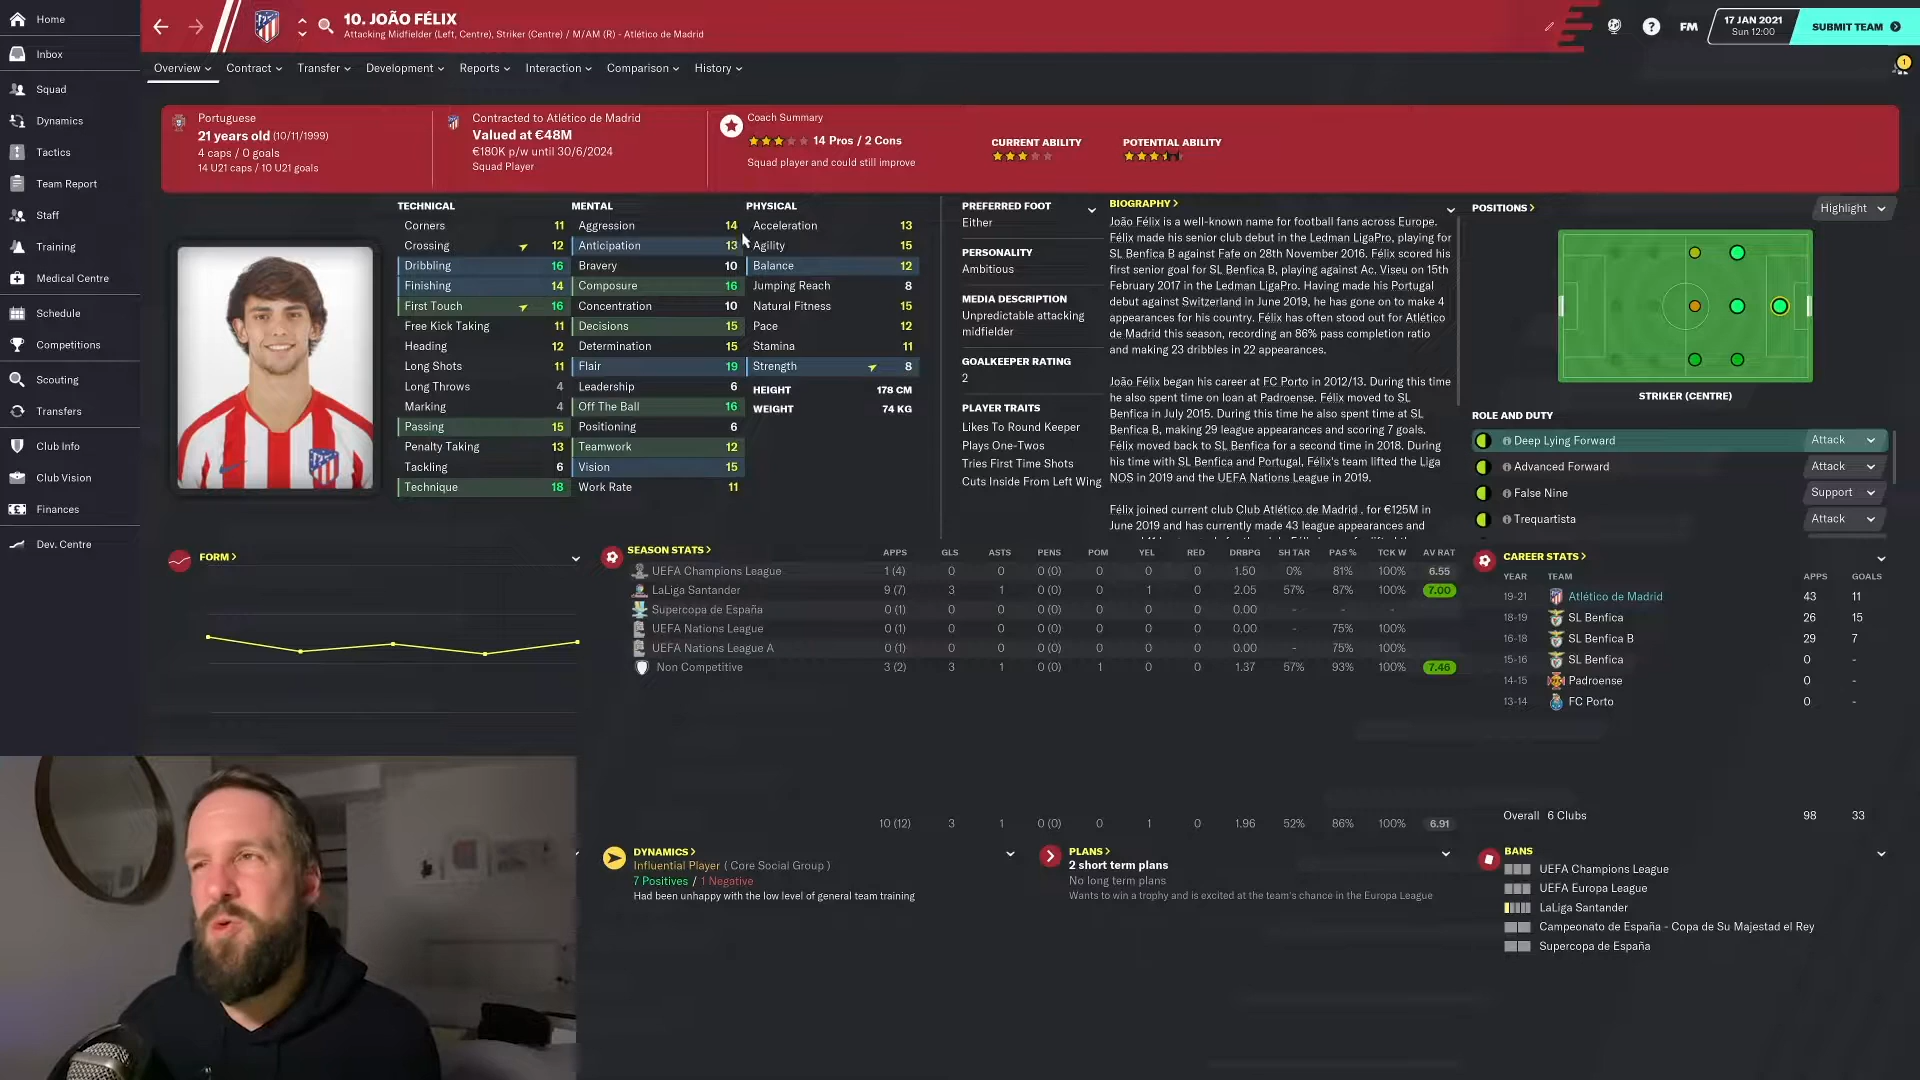 Home
Inbox
Squad
Dynamics
Tactics
Team Report
Staff
Training
Medical Centre
Schedule
Competitions
Scouting
Transfers
Club Info
Club Vision
Finances
Dev. Centre
10. JOÃO FÉLIX
Attacking Midfielder (Left, Centre), Striker (Centre) / M/AM (R) - Atlético de Madrid
? FM 17 JAN 2021
Sun 12:00
SUBMIT TEAM
1
Overview Contract Transfer Development Reports Interaction Comparison History
Portuguese
21 years old (10/11/1999)
4 caps / 0 goals
14 U21 caps / 10 U21 goals
Contracted to Atlético de Madrid
Valued at €48M
€180K p/w until 30/6/2024
Squad Player
Coach Summary
14 Pros / 2 Cons
Squad player and could still improve
CURRENT ABILITY
POTENTIAL ABILITY
TECHNICAL
Corners 11
Crossing 12
Dribbling 16
Finishing 14
First Touch 16
Free Kick Taking 11
Heading 12
Long Shots 11
Long Throws 4
Marking 4
Passing 15
Penalty Taking 13
Tackling 6
Technique 18
MENTAL
Aggression 14
Anticipation 13
Bravery 10
Composure 16
Concentration 10
Decisions 15
Determination 15
Flair 19
Leadership 6
Off The Ball 16
Positioning 6
Teamwork 12
Vision 15
Work Rate 11
PHYSICAL
Acceleration 13
Agility 15
Balance 12
Jumping Reach 8
Natural Fitness 15
Pace 12
Stamina 11
Strength 8
HEIGHT 178 CM
WEIGHT 74 KG
PREFERRED FOOT
Either
PERSONALITY
Ambitious
MEDIA DESCRIPTION
Unpredictable attacking
midfielder
GOALKEEPER RATING
2
PLAYER TRAITS
Likes To Round Keeper
Plays One-Twos
Tries First Time Shots
Cuts Inside From Left Wing
BIOGRAPHY >
João Félix is a well-known name for football fans across Europe.
Félix made his senior club debut in the Ledman LigaPro, playing for
SL Benfica B against Fafe on 28th November 2016. Félix scored his
first senior goal for SL Benfica B, playing against Ac. Viseu on 15th
February 2017 in the Ledman LigaPro. Having made his Portugal
debut against Switzerland in June 2019, he has gone on to make 4
appearances for his country. Félix has often stood out for Atlético
de Madrid this season, recording an 86% pass completion ratio
and making 23 dribbles in 22 appearances.
João Félix began his career at FC Porto in 2012/13. During this time
he also spent time on loan at Padroense. Félix moved to SL
Benfica in July 2015. During this time he also spent time at SL
Benfica B, making 29 league appearances and scoring 7 goals.
Félix moved back to SL Benfica for a second time in 2018. During
his time with SL Benfica and Portugal, Félix's team lifted the Liga
NOS in 2019 and the UEFA Nations League in 2019.
Félix joined current club Club Atlético de Madrid , for €125M in
June 2019 and has currently made 43 league appearances and
POSITIONS >
Highlight
STRIKER (CENTRE)
ROLE AND DUTY
Deep Lying Forward Attack
Advanced Forward Attack
False Nine Support
Trequartista Attack
FORM >
SEASON STATS > APPS GLS ASTS PENS POM YEL RED DRBPG SH TAR PAS % TCK W AV RAT
UEFA Champions League 1 (4) 0 0 0 (0) 0 0 0 1.50 0% 81% 100% 6.55
LaLiga Santander 9 (7) 3 1 0 (0) 0 1 0 2.05 57% 87% 100% 7.00
Supercopa de España 0 (1) 0 0 0 (0) 0 0 0 0.00 - - -
UEFA Nations League 0 (1) 0 0 0 (0) 0 0 0 0.00 - 75% 100%
UEFA Nations League A 0 (1) 0 0 0 (0) 0 0 0 0.00 - 75% 100%
Non Competitive 3 (2) 3 1 0 (0) 1 0 0 1.37 57% 93% 100% 7.46
10 (12) 3 1 0 (0) 0 1 0 1.96 52% 86% 100% 6.91
CAREER STATS >
YEAR TEAM APPS GOALS
19-21 Atlético de Madrid 43 11
18-19 SL Benfica 26 15
16-18 SL Benfica B 29 7
15-16 SL Benfica 0 -
14-15 Padroense 0 -
13-14 FC Porto 0 -
Overall 6 Clubs 98 33
DYNAMICS >
Influential Player ( Core Social Group )
7 Positives / 1 Negative
Had been unhappy with the low level of general team training
PLANS >
2 short term plans
No long term plans
Wants to win a trophy and is excited at the team's chance in the Europa League
BANS
UEFA Champions League
UEFA Europa League
LaLiga Santander
Campeonato de España - Copa de Su Majestad el Rey
Supercopa de España